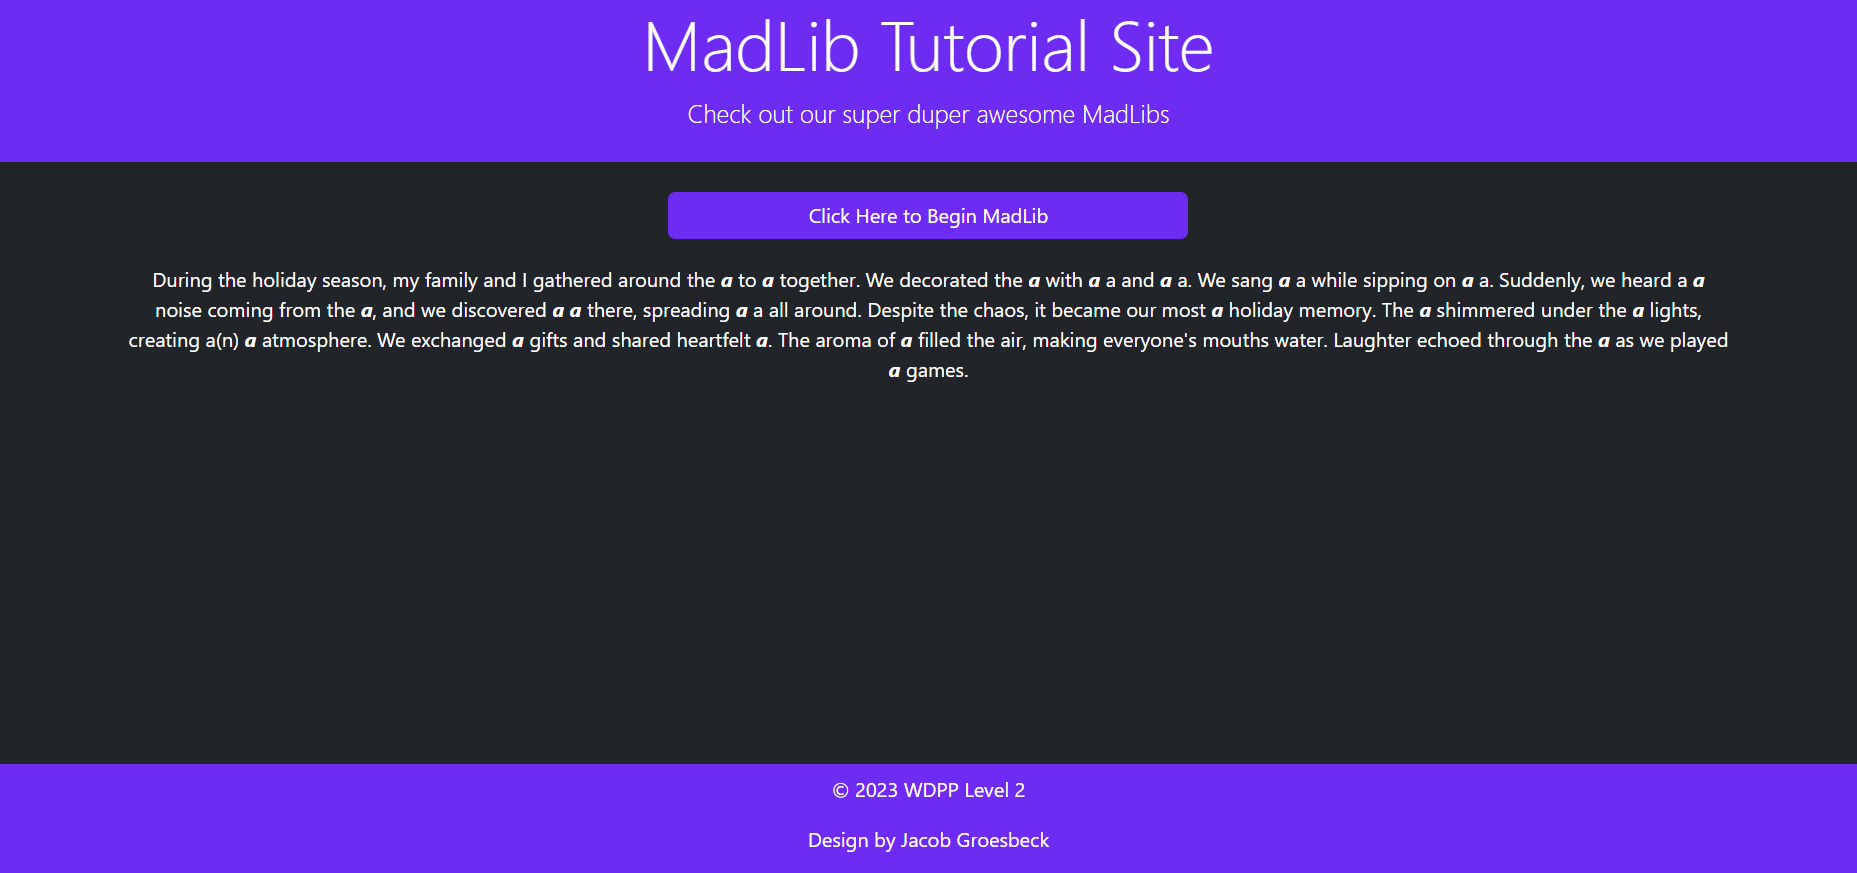 MadLib Tutorial Site
Check out our super duper awesome MadLibs
Click Here to Begin MadLib
During the holiday season, my family and I gathered around the a to a together. We decorated the a with a a and a a. We sang a a while sipping on a a. Suddenly, we heard a a
noise coming from the a, and we discovered a a there, spreading a a all around. Despite the chaos, it became our most a holiday memory. The a shimmered under the a lights,
creating a(n) a atmosphere. We exchanged a gifts and shared heartfelt a. The aroma of a filled the air, making everyone's mouths water. Laughter echoed through the a as we played
a games.
© 2023 WDPP Level 2
Design by Jacob Groesbeck